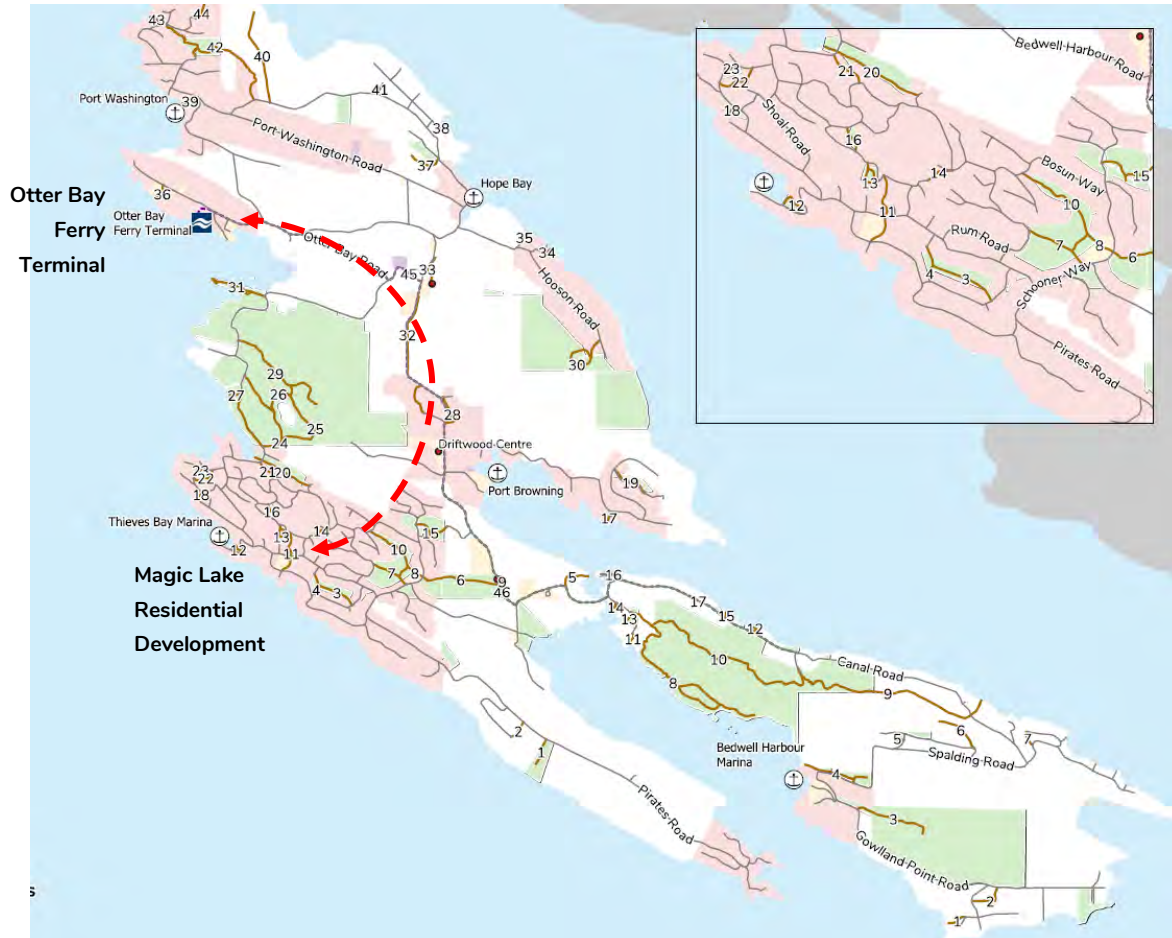 43
44
42
40
Port Washington
39
41
38
Port Washington Road
37
Hope Bay
36
Otter Bay
Ferry
Terminal
Otter Bay
Ferry Terminal
35
34
Otter Bay Road
45
33
Hooson Road
31
32
30
29
27
26
25
24
28
Driftwood Centre
Port Browning
19
17
23
22
21
20
18
16
Thieves Bay Marina
12
13
14
11
15
10
7
8
6
9
46
4
3
Magic Lake
Residential
Development
5
16
8
14
13
11
17
15
12
10
8
Canal Road
9
6
7
5
Spalding Road
2
1
Pirates Road
Bedwell Harbour
Marina
4
3
Gowlland Point Road
2
1
s
Bedwell Harbour Road
4
23
22
21
20
18
Shoal Road
16
14
13
12
11
Bosun Way
15
10
Rum Road
7
8
6
4
3
Schooner Way
Pirates Road